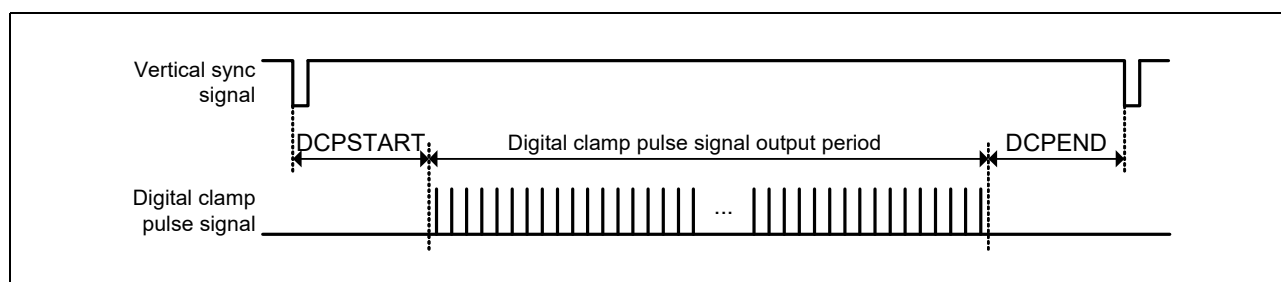 Vertical sync
signal
DCPSTART
Digital clamp pulse signal output period
DCPEND
Digital clamp
pulse signal
...